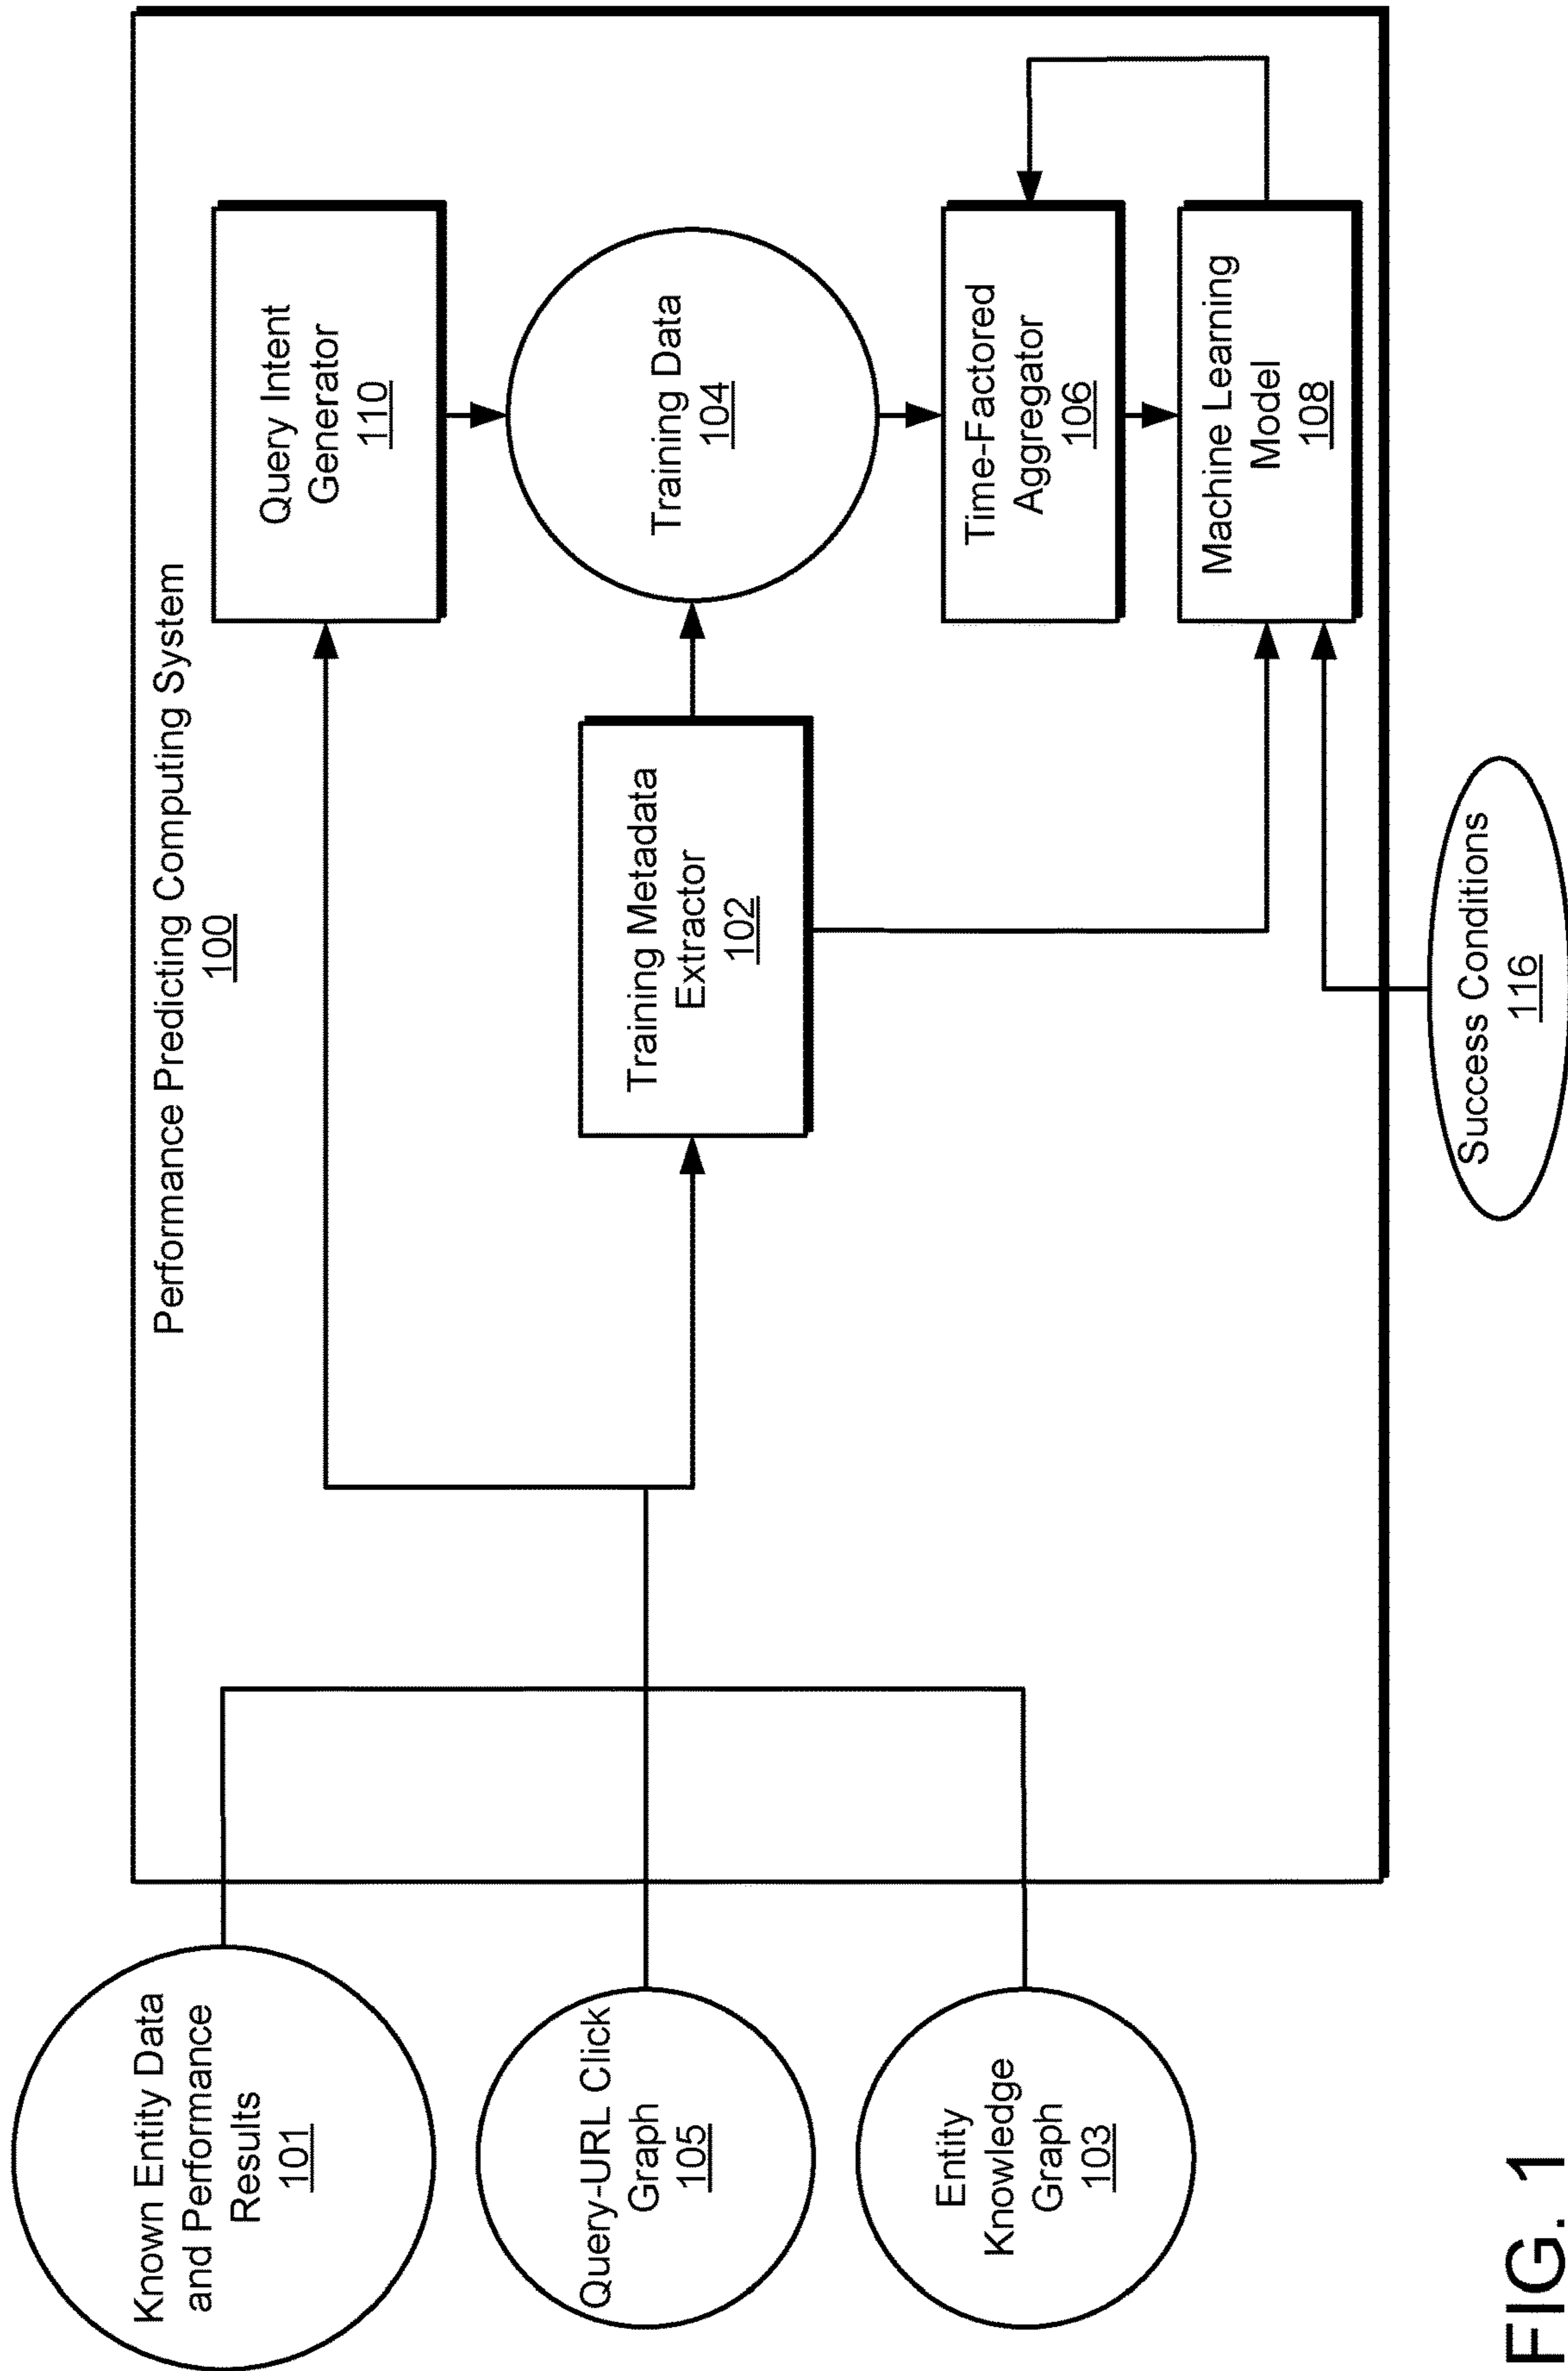 Performance Predicting Computing System
100
Known Entity Data
and Performance
Results
101
Query-URL Click
Graph
105
Entity
Knowledge
Graph
103
Query Intent
Generator
110
Training Metadata
Extractor
102
Training Data
104
Time-Factored
Aggregator
106
Machine Learning
Model
108
Success Conditions
116
FIG. 1